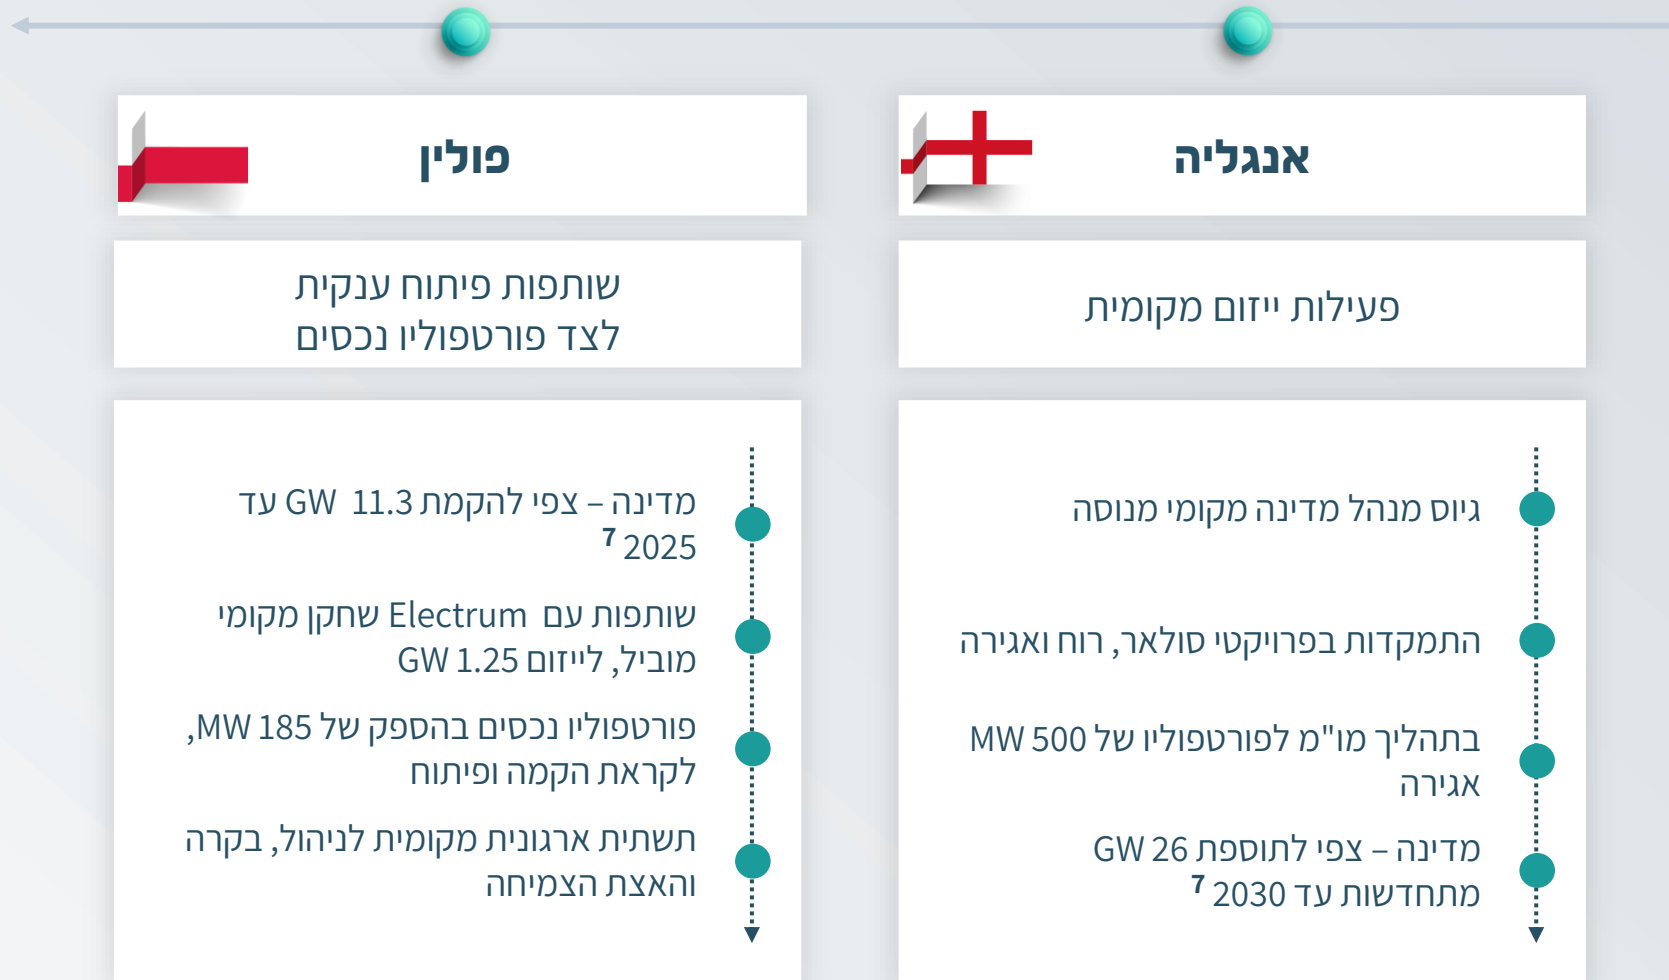 אנגליה
פעילות ייזום מקומית
גיוס מנהל מדינה מקומי מנוסה
התמקדות בפרויקטי סולאר, רוח ואגירה
בתהליך מו"מ לפורטפוליו של 500 MW
אגירה
מדינה – צפי לתוספת 26 GW
מתחדשות עד 2030 7
פולין
שותפות פיתוח ענקית
לצד פורטפוליו נכסים
מדינה – צפי להקמת 11.3 GW עד
2025 7
שותפות עם Electrum שחקן מקומי
מוביל, לייזום 1.25 GW
פורטפוליו נכסים בהספק של 185 MW,
לקראת הקמה ופיתוח
תשתית ארגונית מקומית לניהול, בקרה
והאצת הצמיחה